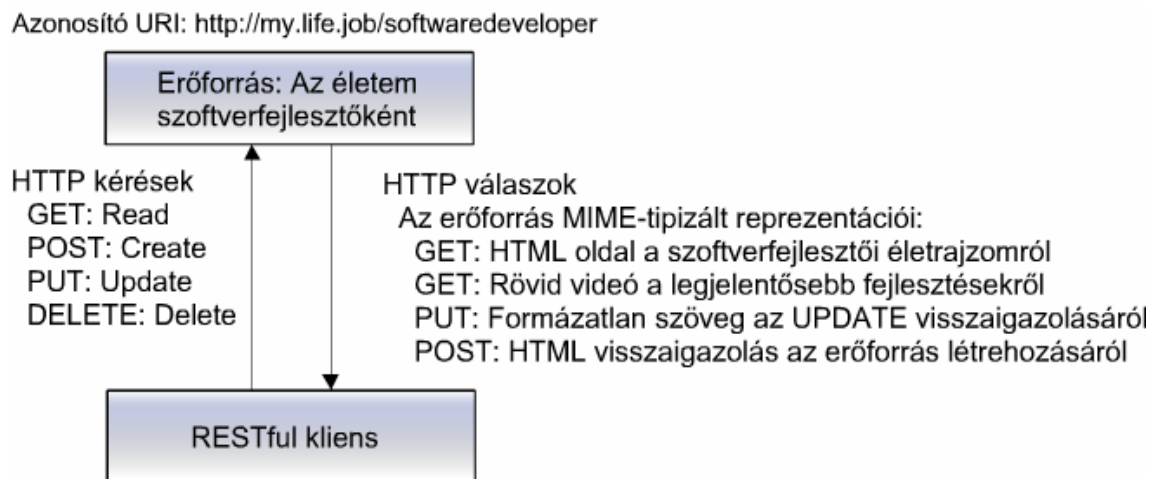 Azonosító URI: http://my.life.job/softwaredeveloper
Erőforrás: Az életem
szoftverfejlesztőként
HTTP kérések
GET: Read
POST: Create
PUT: Update
DELETE: Delete
HTTP válaszok
Az erőforrás MIME-tipizált reprezentációi:
GET: HTML oldal a szoftverfejlesztői életrajzomról
GET: Rövid videó a legjelentősebb fejlesztésekről
PUT: Formázatlan szöveg az UPDATE visszaigazolásáról
POST: HTML visszaigazolás az erőforrás létrehozásáról
RESTful kliens